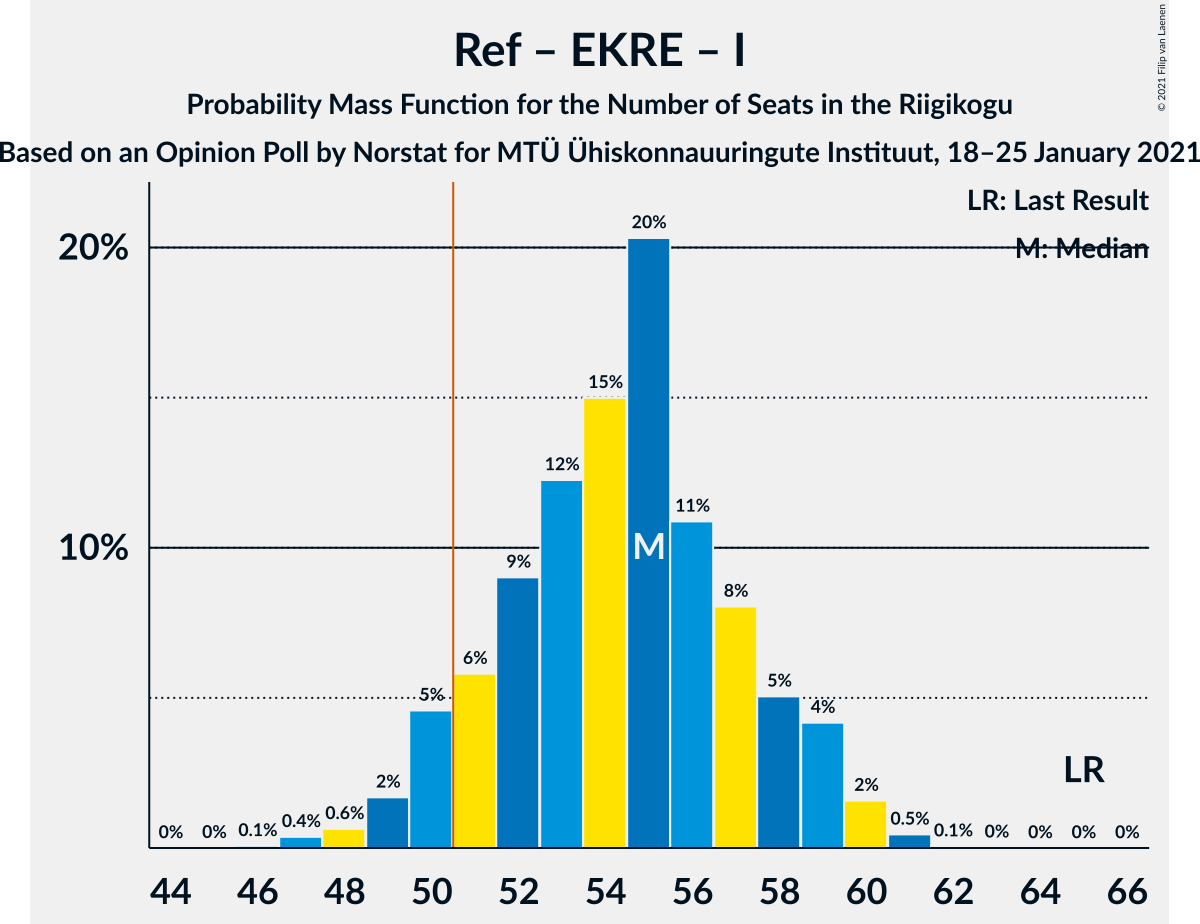 Ref – EKRE – I
Probability Mass Function for the Number of Seats in the Riigikogu
Based on an Opinion Poll by Norstat for MTÜ Ühiskonnauuringute Instituut, 18–25 January 2021
© 2021 Filip van Laenen
LR: Last Result
M: Median
20%
10%
0% 0% 0.1% 0.4% 0.6% 2% 5% 6% 9% 12% 15% 20% 11% 8% 5% 4% 2% 0.5% 0.1% 0% 0% 0% 0%
M
LR
44 46 48 50 52 54 56 58 60 62 64 66